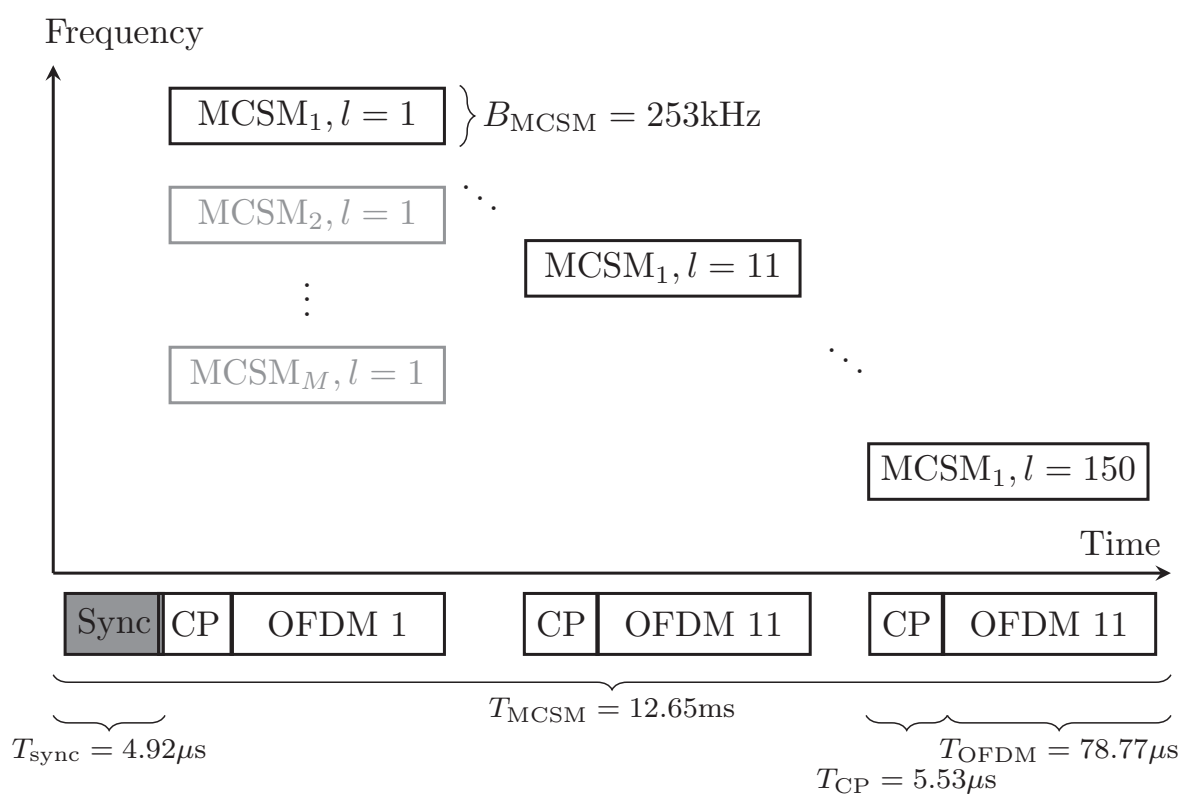 Frequency
MCSM₁, l = 1
B_MCSM = 253kHz
MCSM₂, l = 1
MCSM₁, l = 11
MCSM_M, l = 1
MCSM₁, l = 150
Time
Sync CP OFDM 1 CP OFDM 11 CP OFDM 11
T_MCSM = 12.65ms
T_sync = 4.92μs T_OFDM = 78.77μs
T_CP = 5.53μs